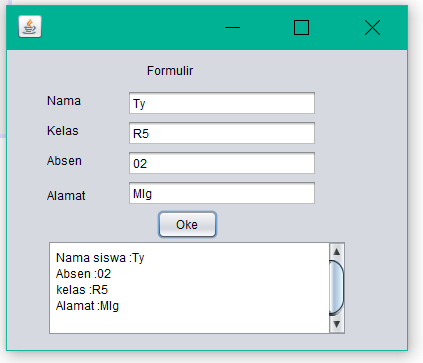 Formulir
Nama Ty
Kelas R5
Absen 02
Alamat Mlg
Oke
Nama siswa :Ty
Absen :02
kelas :R5
Alamat :Mlg